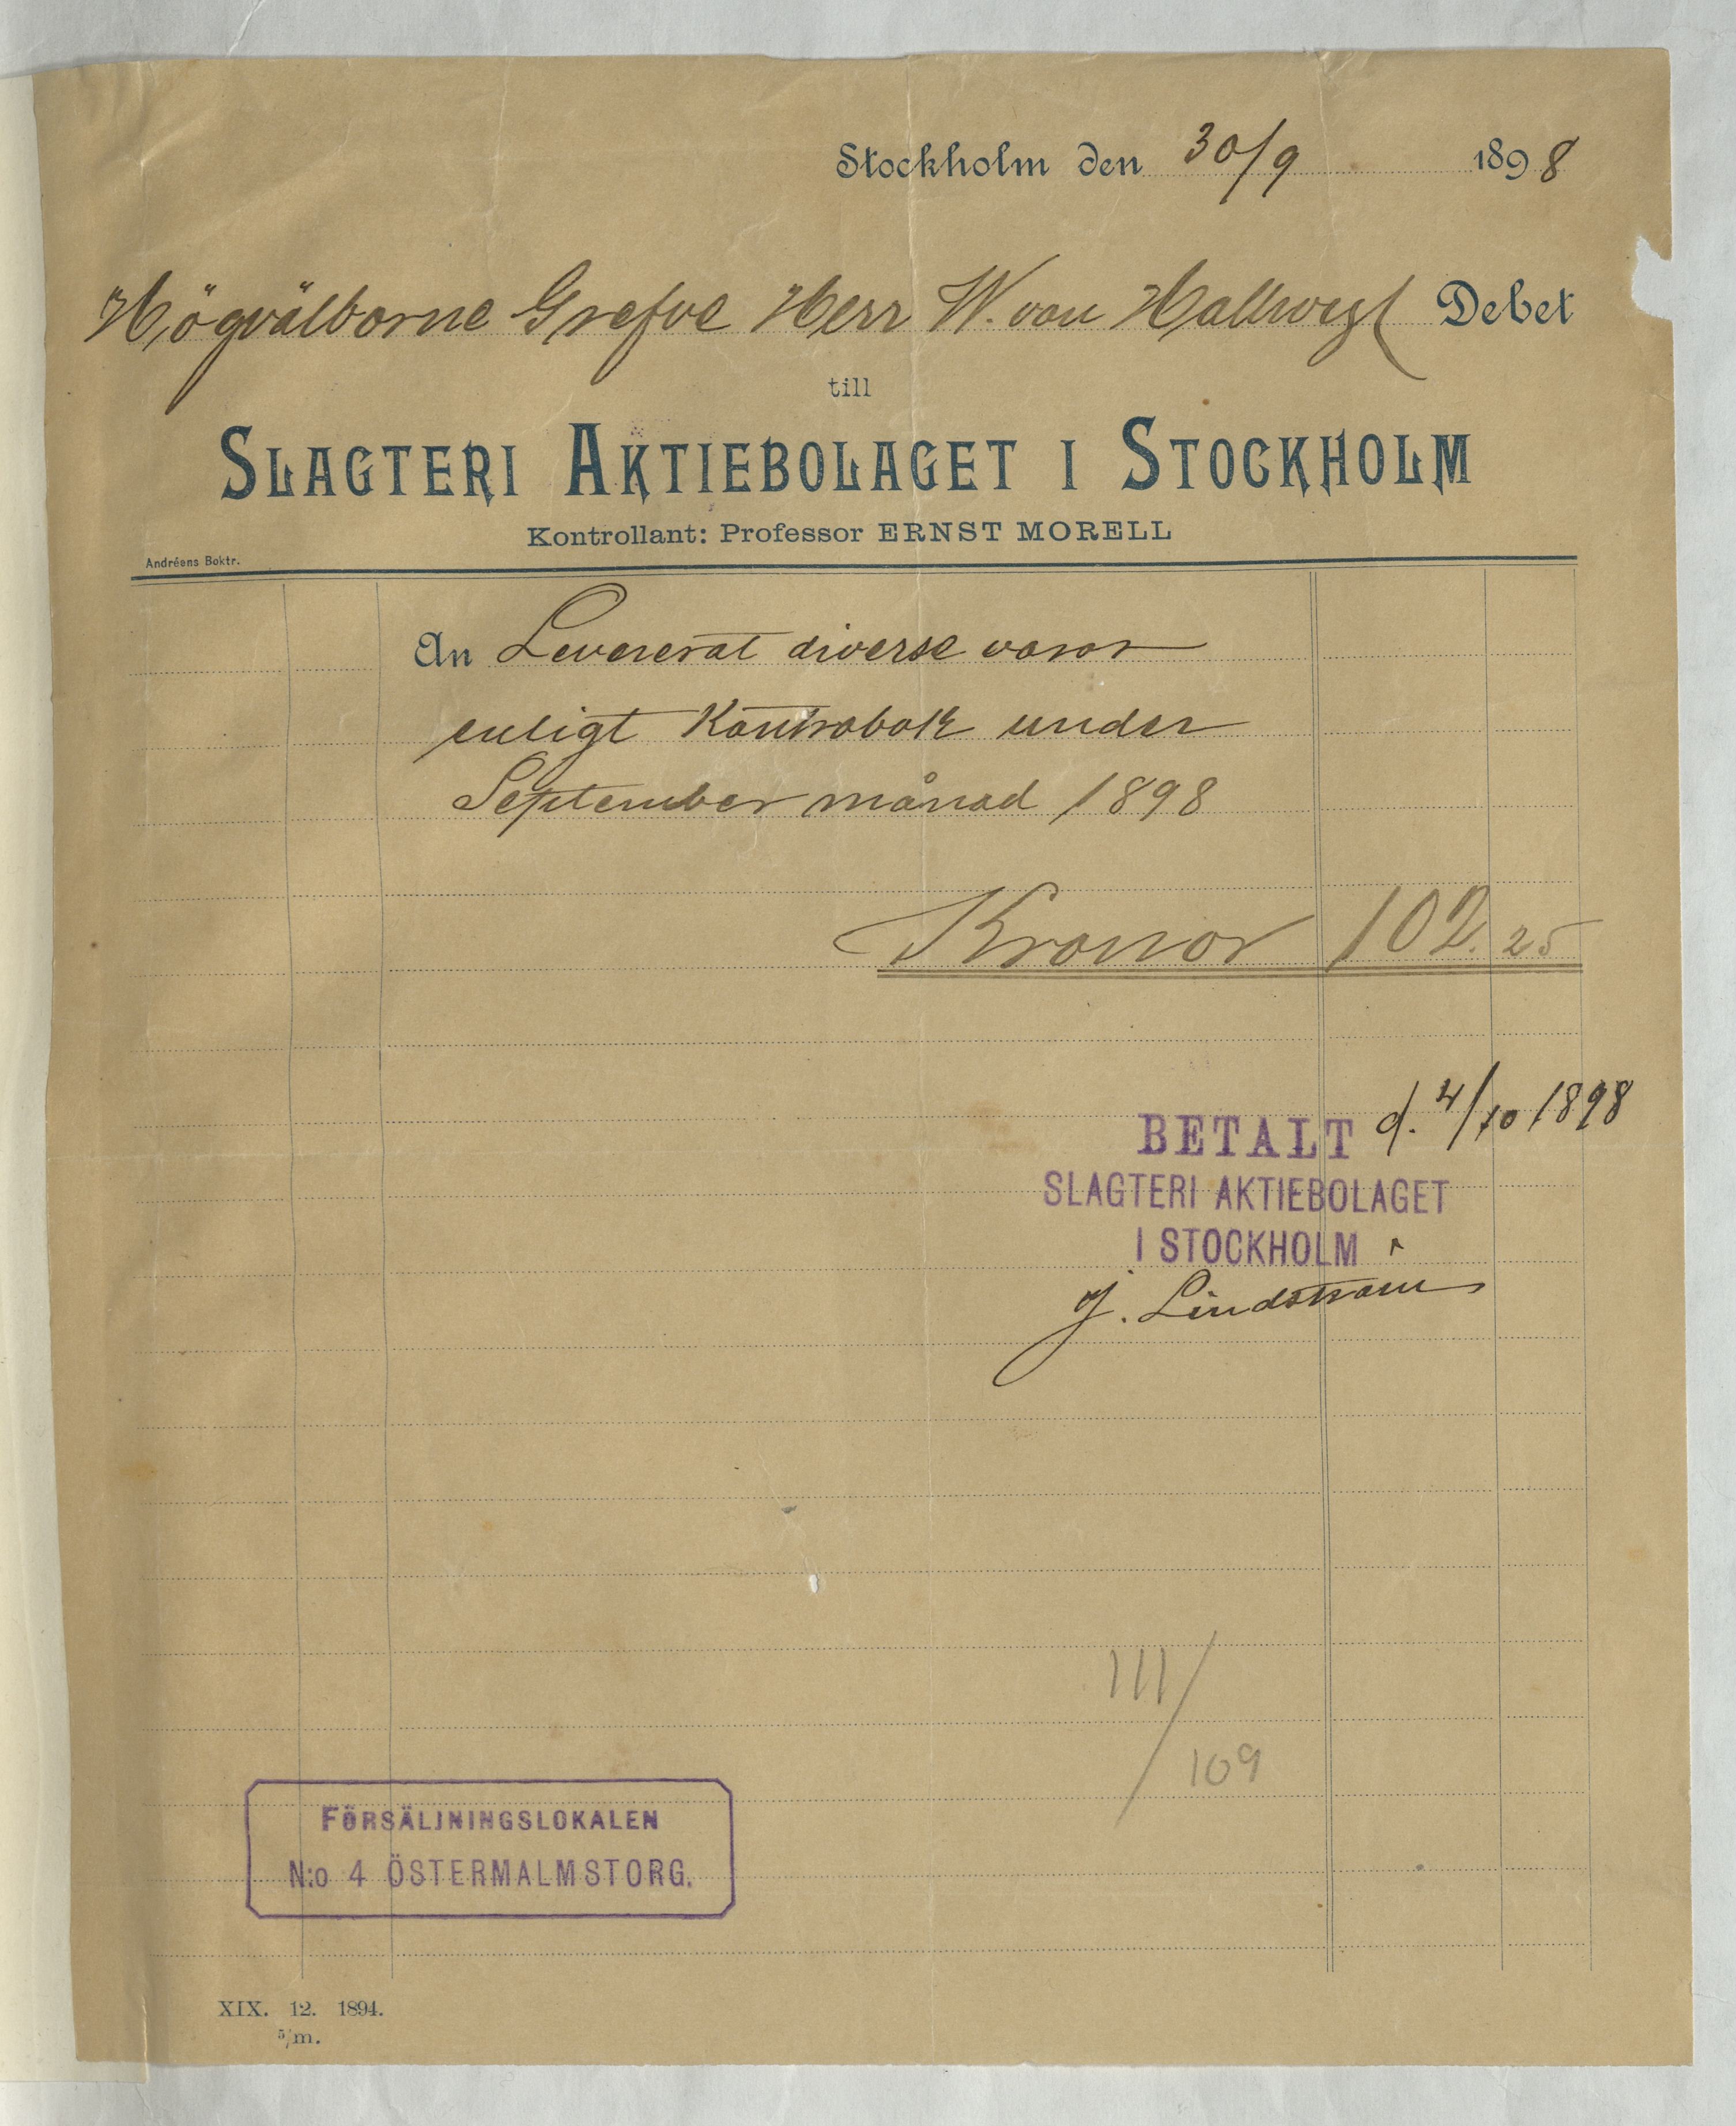 Stockholm den 30/9 1898
Högvälborne Grefve Herr W. von Hallwyl Debet
till
SLAGTERI AKTIEBOLAGET I STOCKHOLM
Kontrollant: Professor ERNST MORELL
Andréens Boktr.
An Levererat diverse varor
enligt Kontrabok under
September månad 1898
Kronor 102. 25
BETALT d. 4/10 1898
SLAGTERI AKTIEBOLAGET
I STOCKHOLM
J. Lindstrom
111/109
FÖRSÄLJNINGSLOKALEN
N:o 4 ÖSTERMALMSTORG.
XIX. 12. 1894.
5/m.